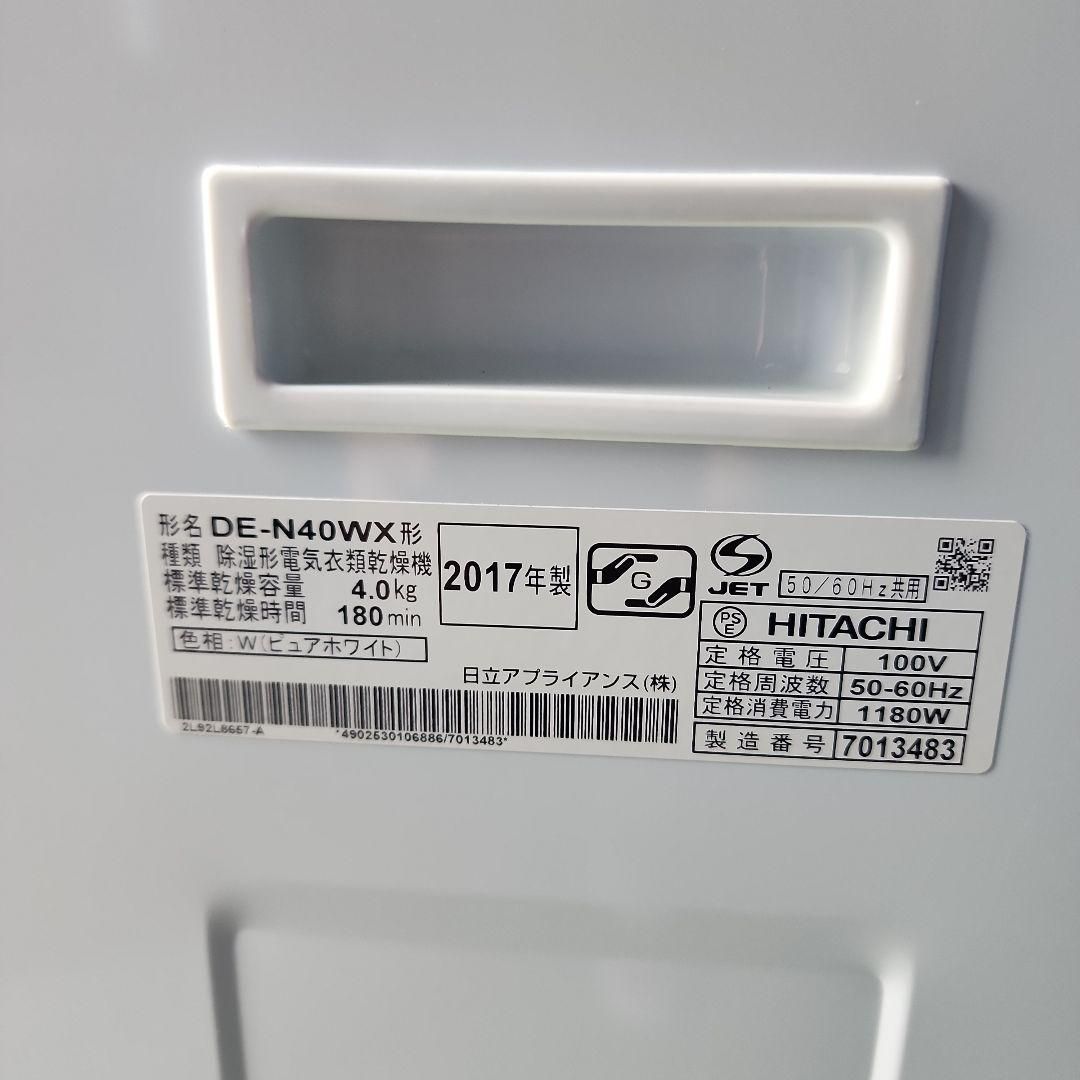 形名 DE-N40WX形
種類 除湿形電気衣類乾燥機
標準乾燥容量 4.0kg
標準乾燥時間 180min
色相:W(ピュアホワイト)
2017年製
G
JET
50/60Hz共用
PS
E
HITACHI
定格電圧 100V
定格周波数 50-60Hz
定格消費電力 1180W
製造番号 7013483
日立アプライアンス(株)
*4902530106886/7013483*